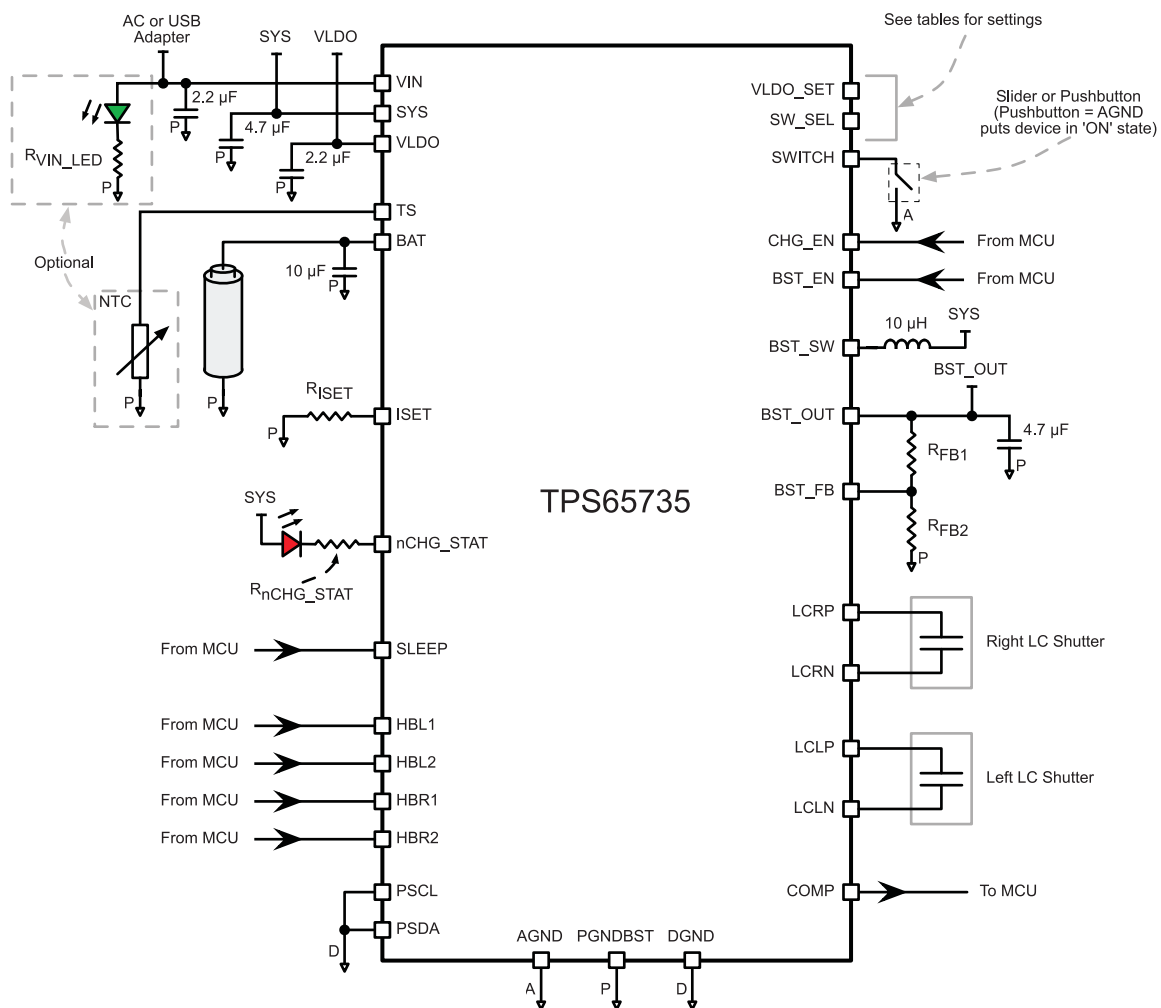 AC or USB
Adapter
SYS
VLDO
See tables for settings
VIN
2.2 µF
P
RVIN_LED
P
SYS
4.7 µF
P
VLDO
2.2 µF
P
VLDO_SET
SW_SEL
Slider or Pushbutton
(Pushbutton = AGND
puts device in 'ON' state)
SWITCH
A
TS
BAT
Optional
10 µF
P
NTC
P
P
CHG_EN
From MCU
BST_EN
From MCU
SYS
10 µH
BST_SW
BST_OUT
RISET
ISET
P
BST_OUT
RFB1
4.7 µF
P
BST_FB
RFB2
P
TPS65735
SYS
nCHG_STAT
RnCHG_STAT
LCRP
LCRN
Right LC Shutter
From MCU
SLEEP
From MCU
HBL1
From MCU
HBL2
From MCU
HBR1
From MCU
HBR2
LCLP
LCLN
Left LC Shutter
PSCL
PSDA
D
COMP
To MCU
AGND
PGNDBST
DGND
A
P
D